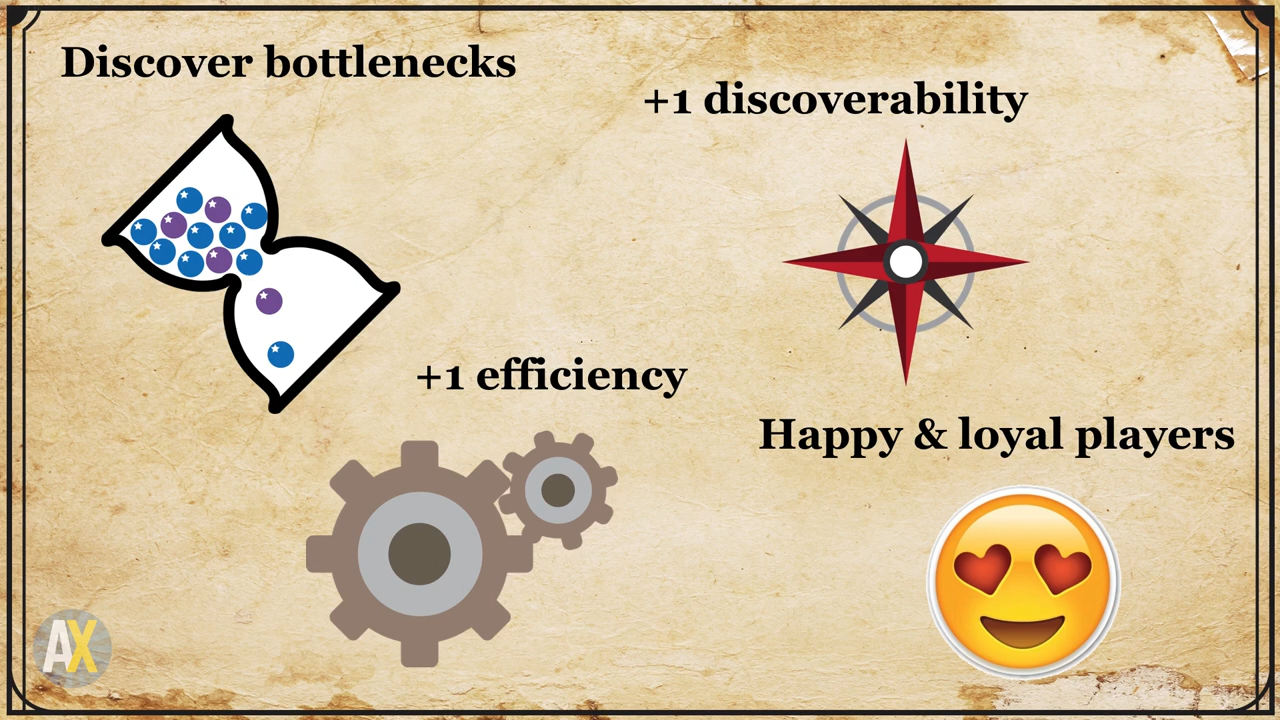 Discover bottlenecks
+1 discoverability
+1 efficiency
Happy & loyal players
AX